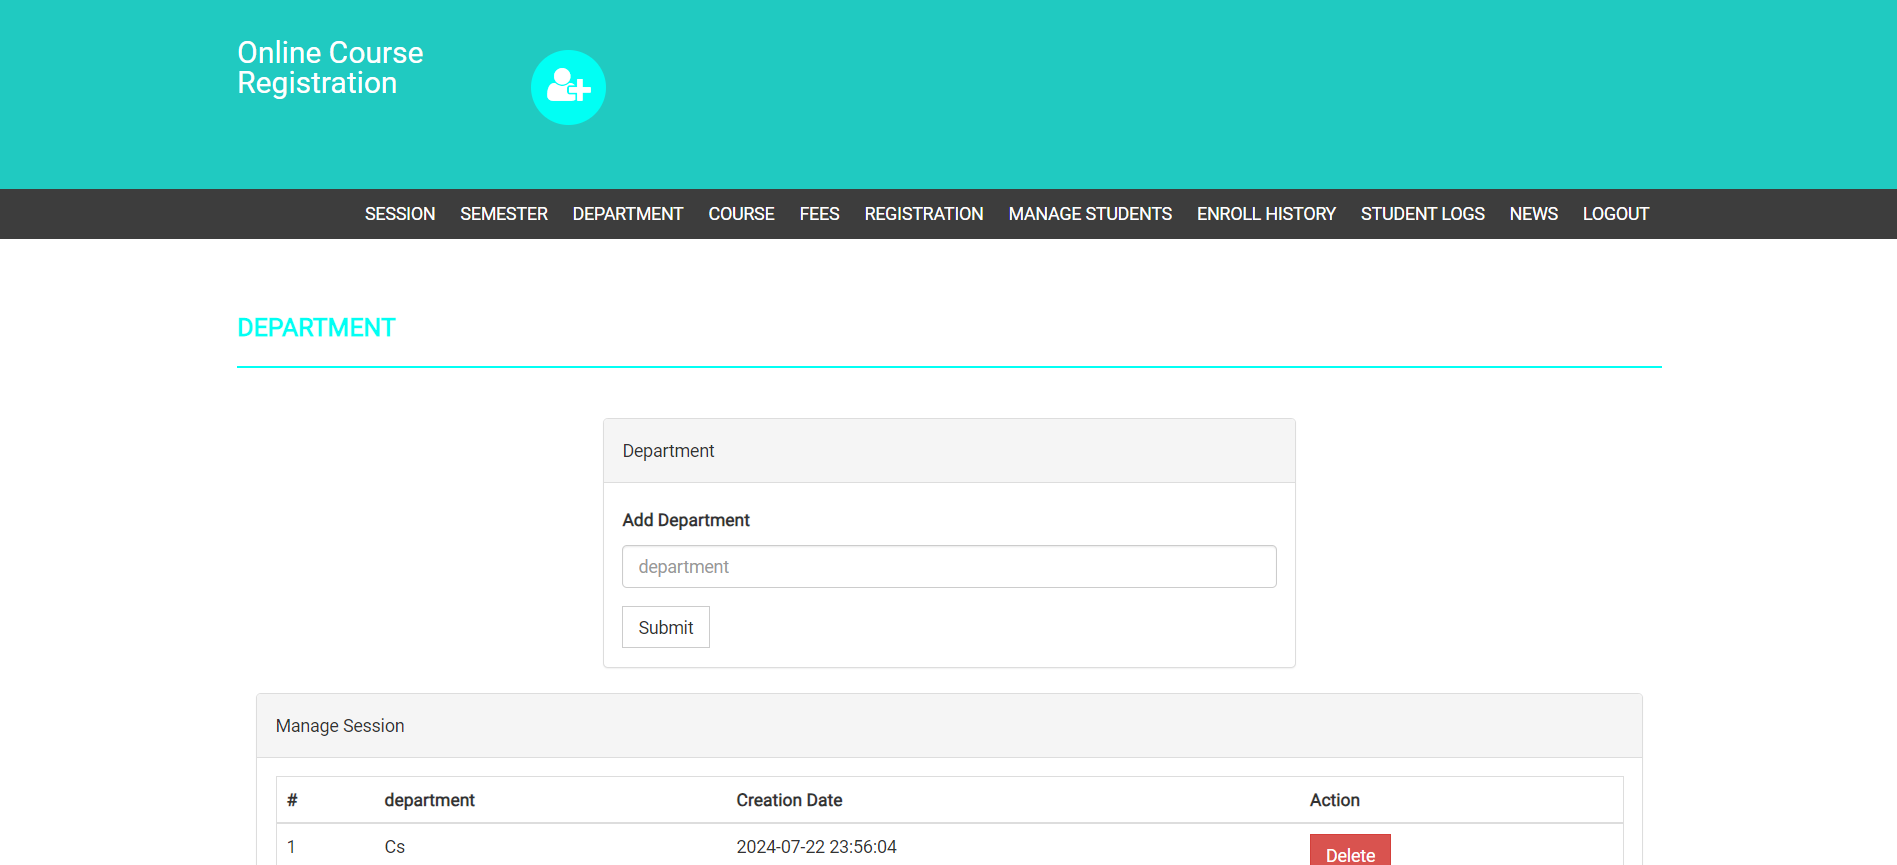 Online Course
Registration
SESSION SEMESTER DEPARTMENT COURSE FEES REGISTRATION MANAGE STUDENTS ENROLL HISTORY STUDENT LOGS NEWS LOGOUT
DEPARTMENT
Department
Add Department
department
Submit
Manage Session
# department Creation Date Action
1 Cs 2024-07-22 23:56:04 Delete